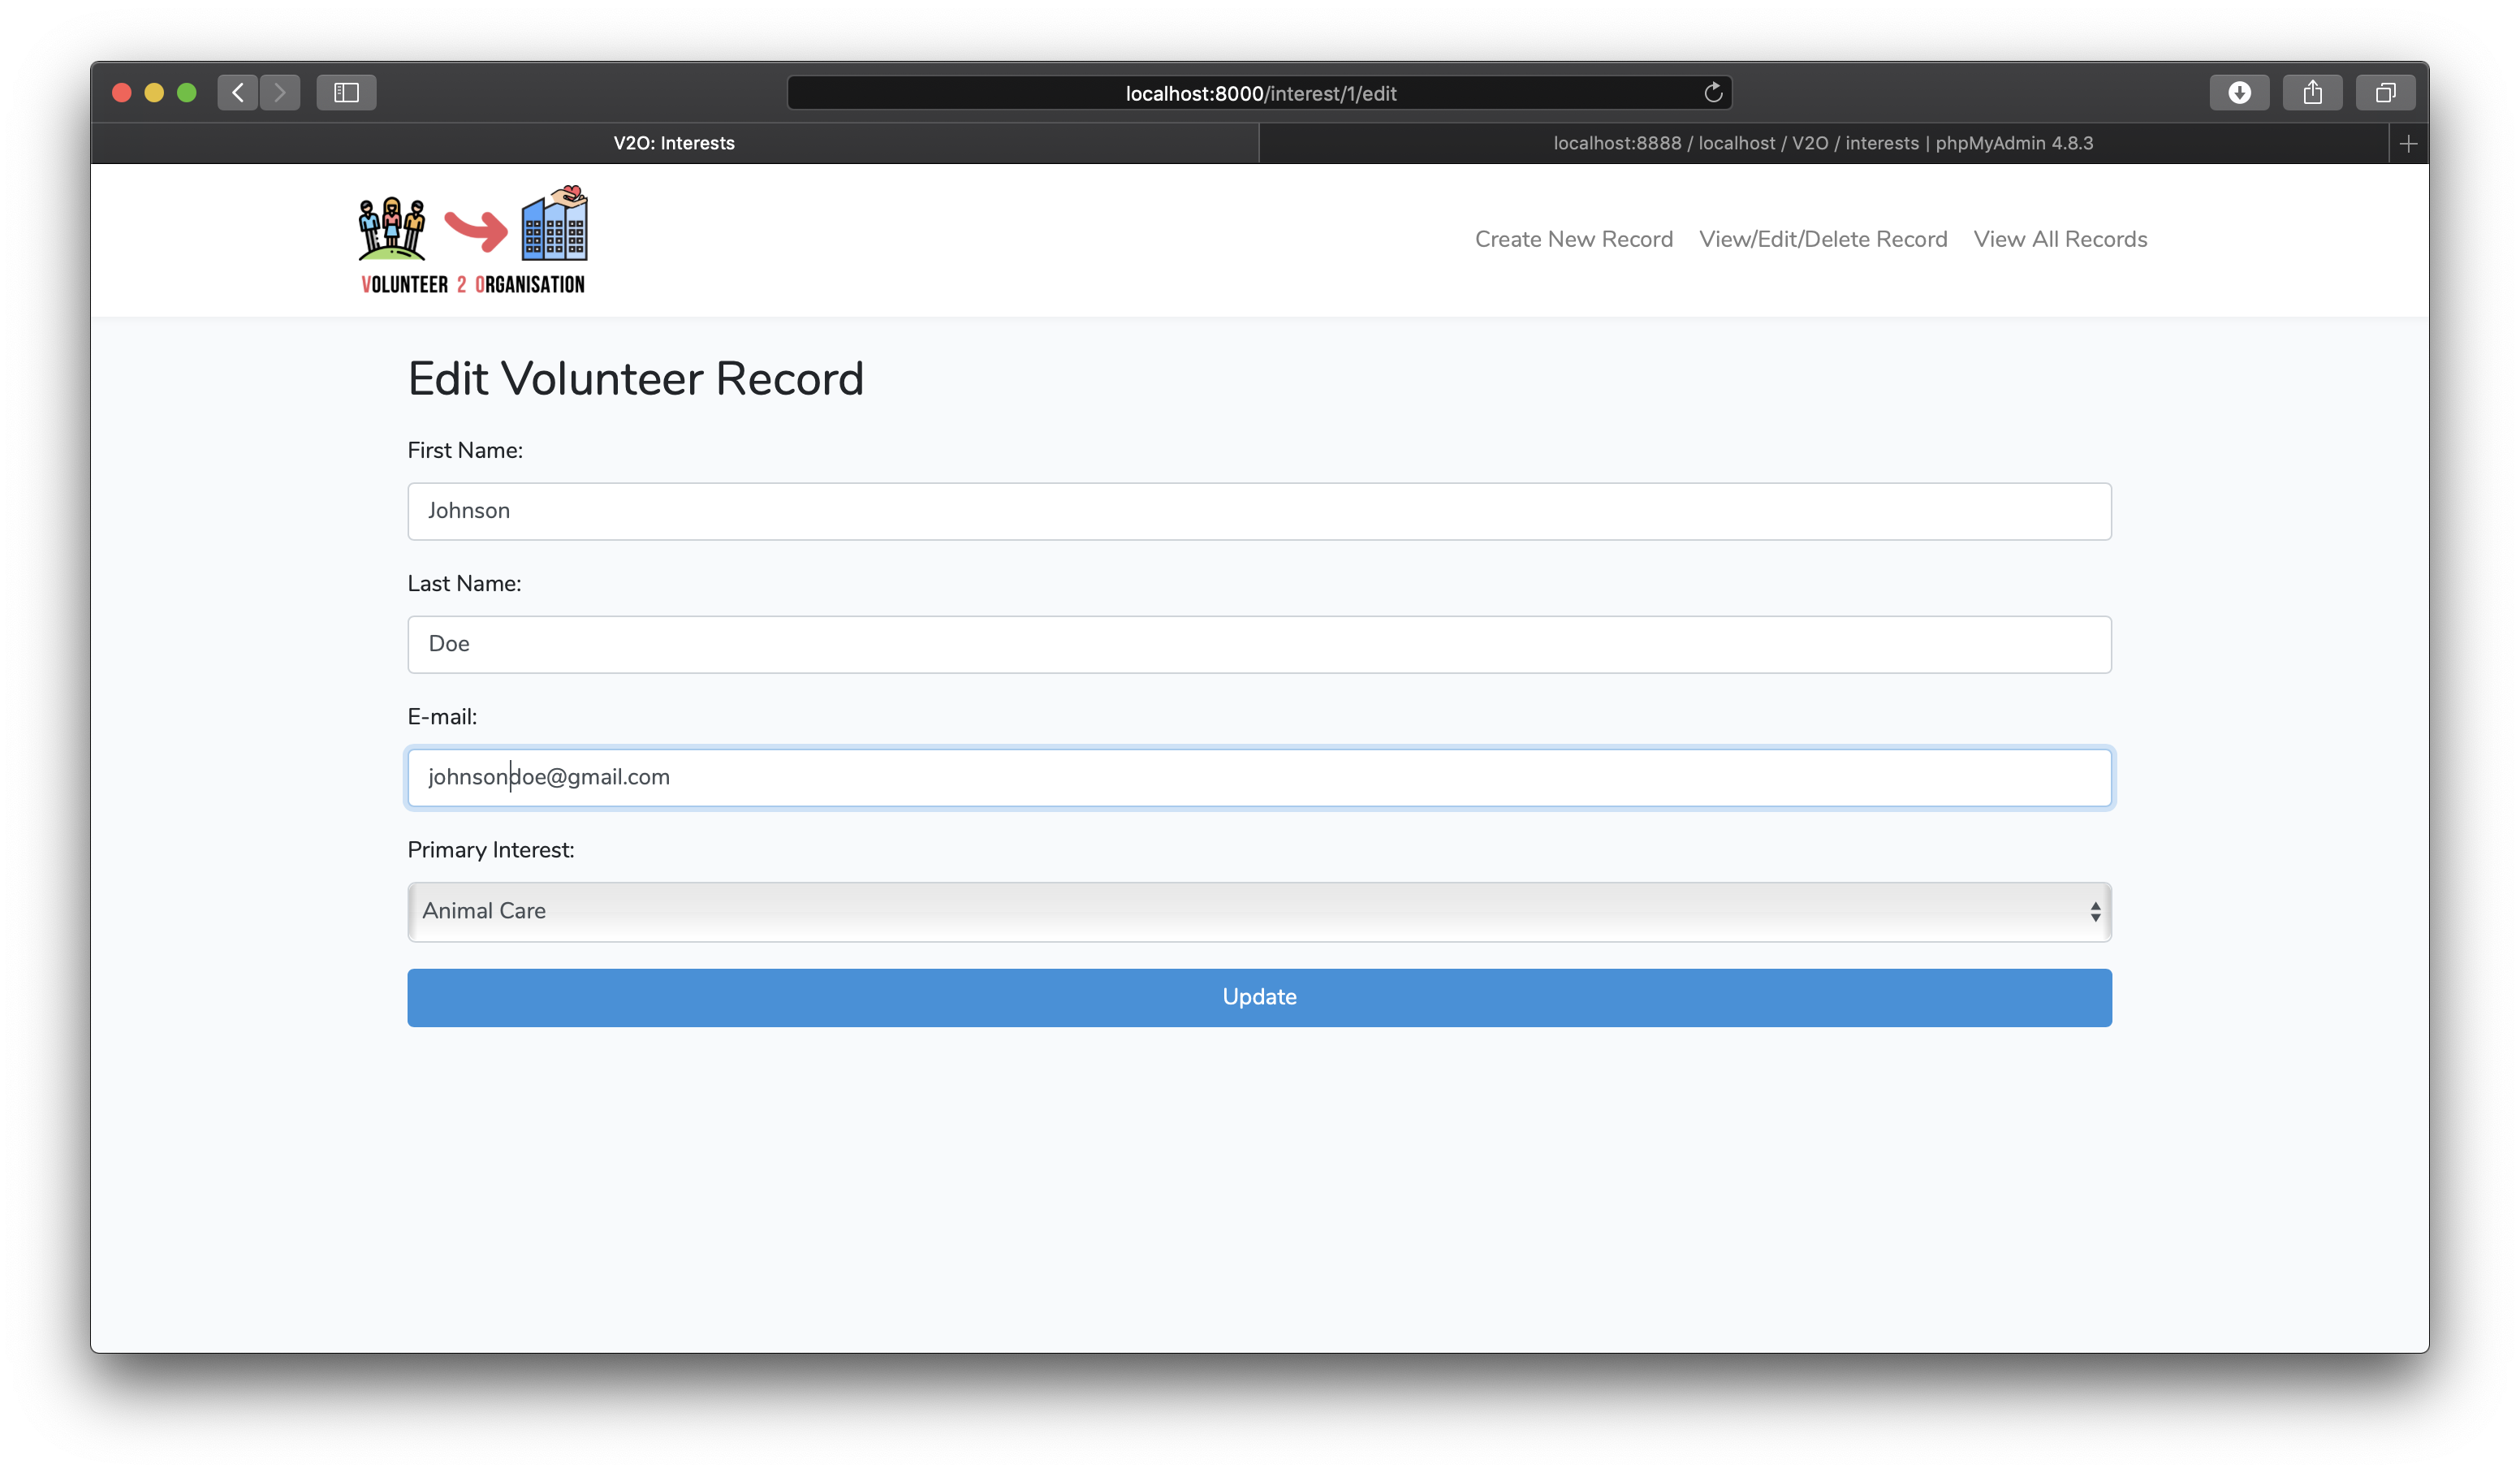 localhost:8000/interest/1/edit
V2O: Interests
localhost:8888 / localhost / V2O / interests | phpMyAdmin 4.8.3
VOLUNTEER 2 ORGANISATION
Create New Record View/Edit/Delete Record View All Records
Edit Volunteer Record
First Name:
Johnson
Last Name:
Doe
E-mail:
johnsondoe@gmail.com
Primary Interest:
Animal Care
Update